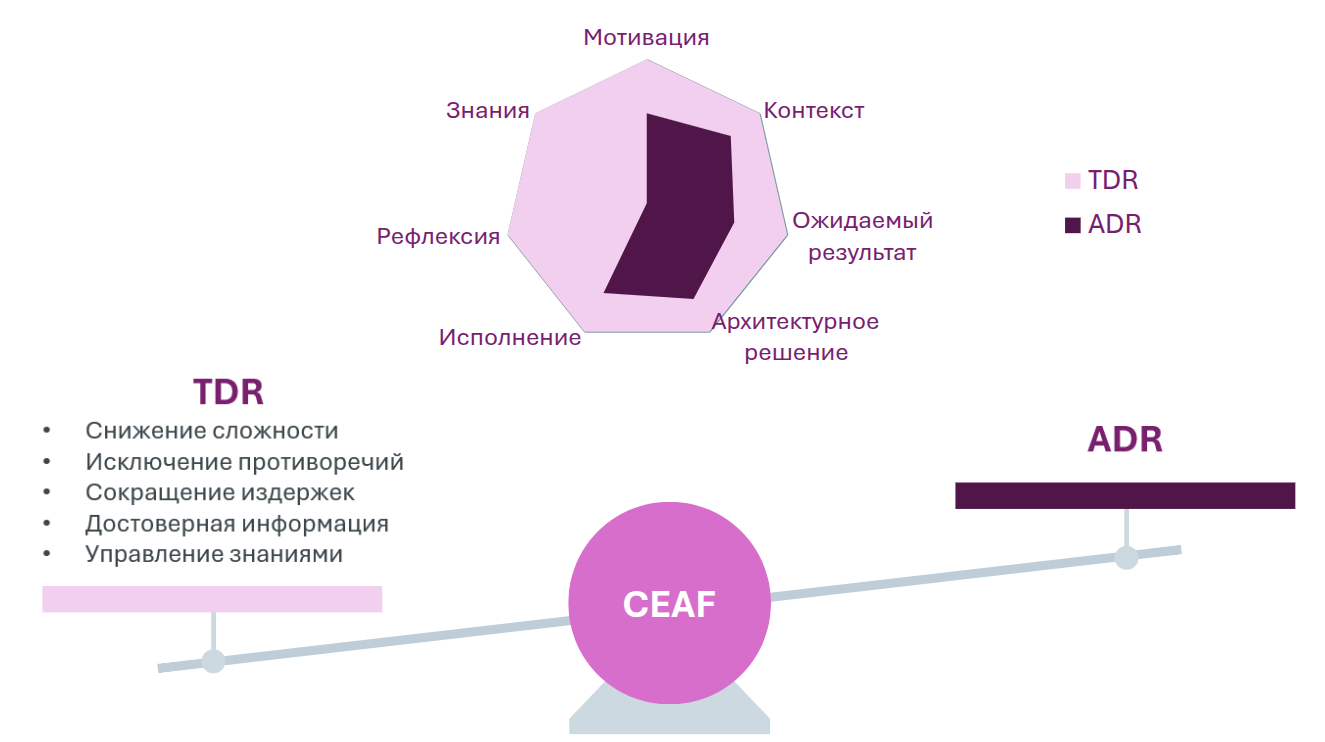 Мотивация
Знания
Контекст
TDR
ADR
Рефлексия
Ожидаемый
результат
Исполнение
Архитектурное
решение
TDR
• Снижение сложности
• Исключение противоречий
• Сокращение издержек
• Достоверная информация
• Управление знаниями
ADR
CEAF